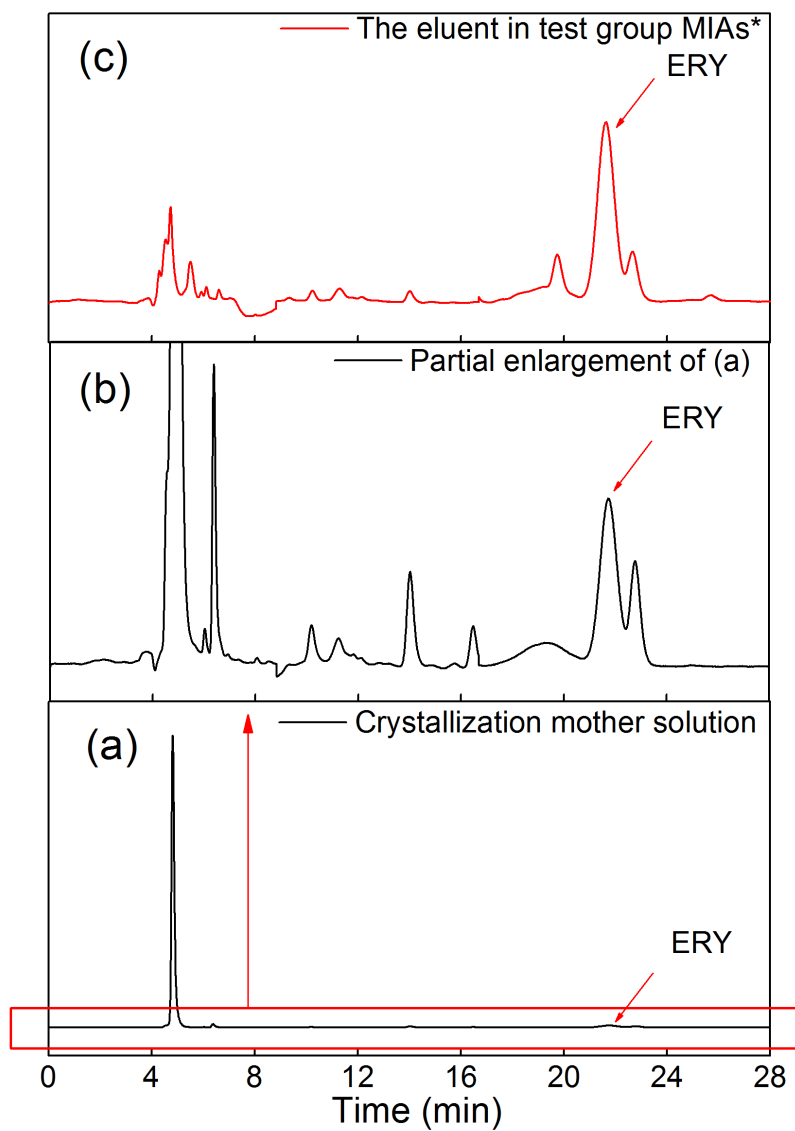 The eluent in test group MIAs*
(c)
ERY
Partial enlargement of (a)
(b)
ERY
Crystallization mother solution
(a)
ERY
0 4 8 12 16 20 24 28
Time (min)